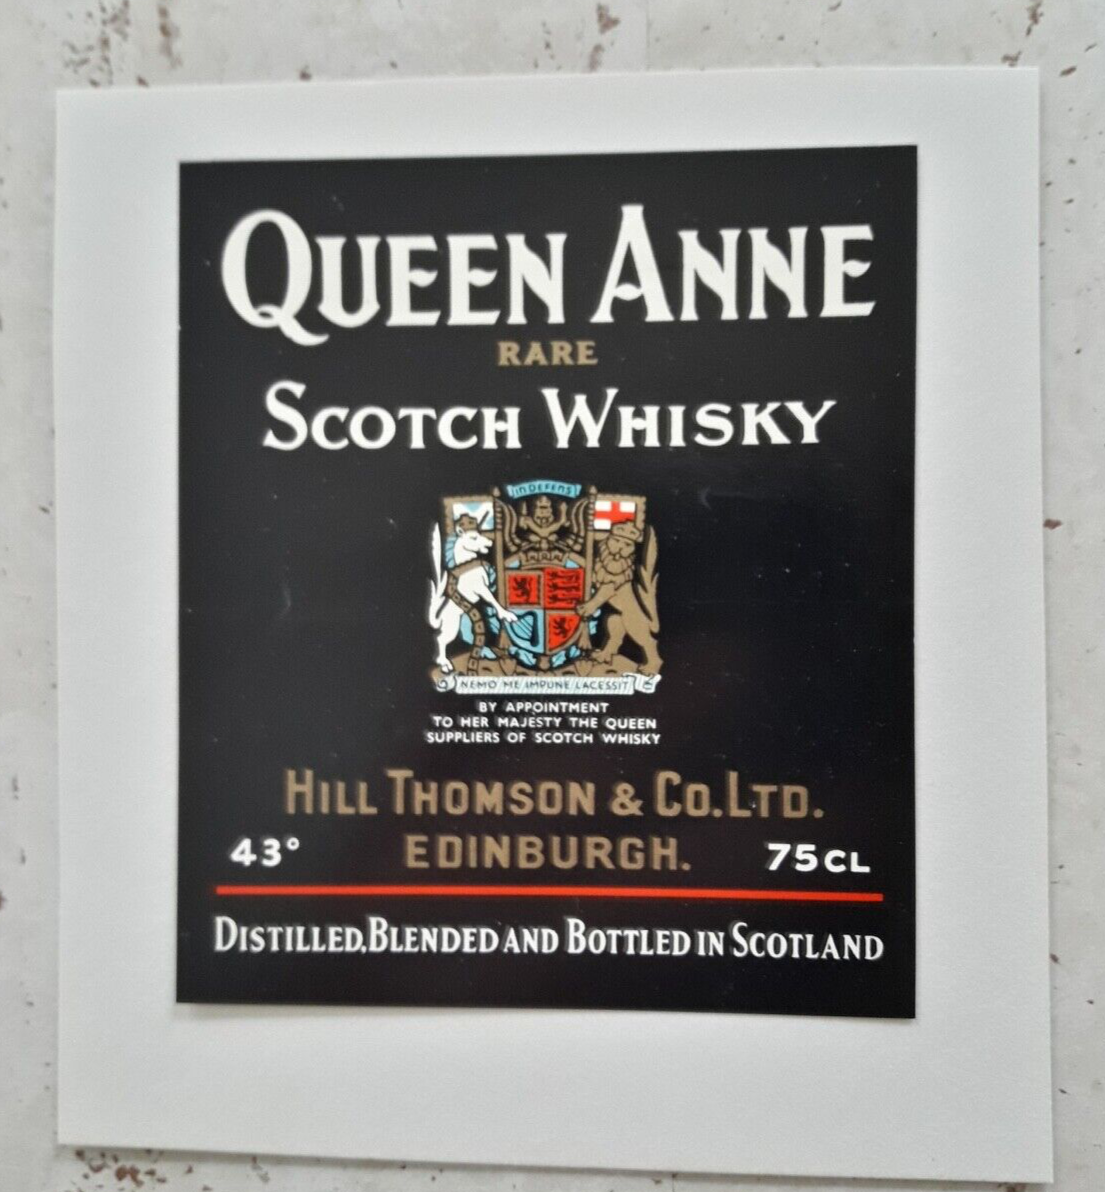 QUEEN ANNE
RARE
SCOTCH WHISKY
IN DEFENS
NEMO ME IMPUNE LACESSIT
BY APPOINTMENT
TO HER MAJESTY THE QUEEN
SUPPLIERS OF SCOTCH WHISKY
HILL THOMSON & CO. LTD.
43° EDINBURGH. 75CL
DISTILLED, BLENDED AND BOTTLED IN SCOTLAND